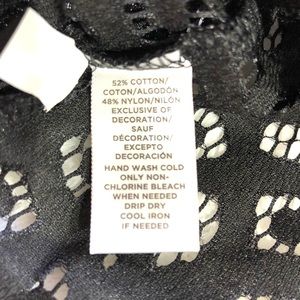 52% COTTON/
COTON/ALGODÓN
48% NYLON/NILÓN
EXCLUSIVE OF
DECORATION/
SAUF
DÉCORATION/
EXCEPTO
DECORACIÓN
HAND WASH COLD
ONLY NON-
CHLORINE BLEACH
WHEN NEEDED
DRIP DRY
COOL IRON
IF NEEDED